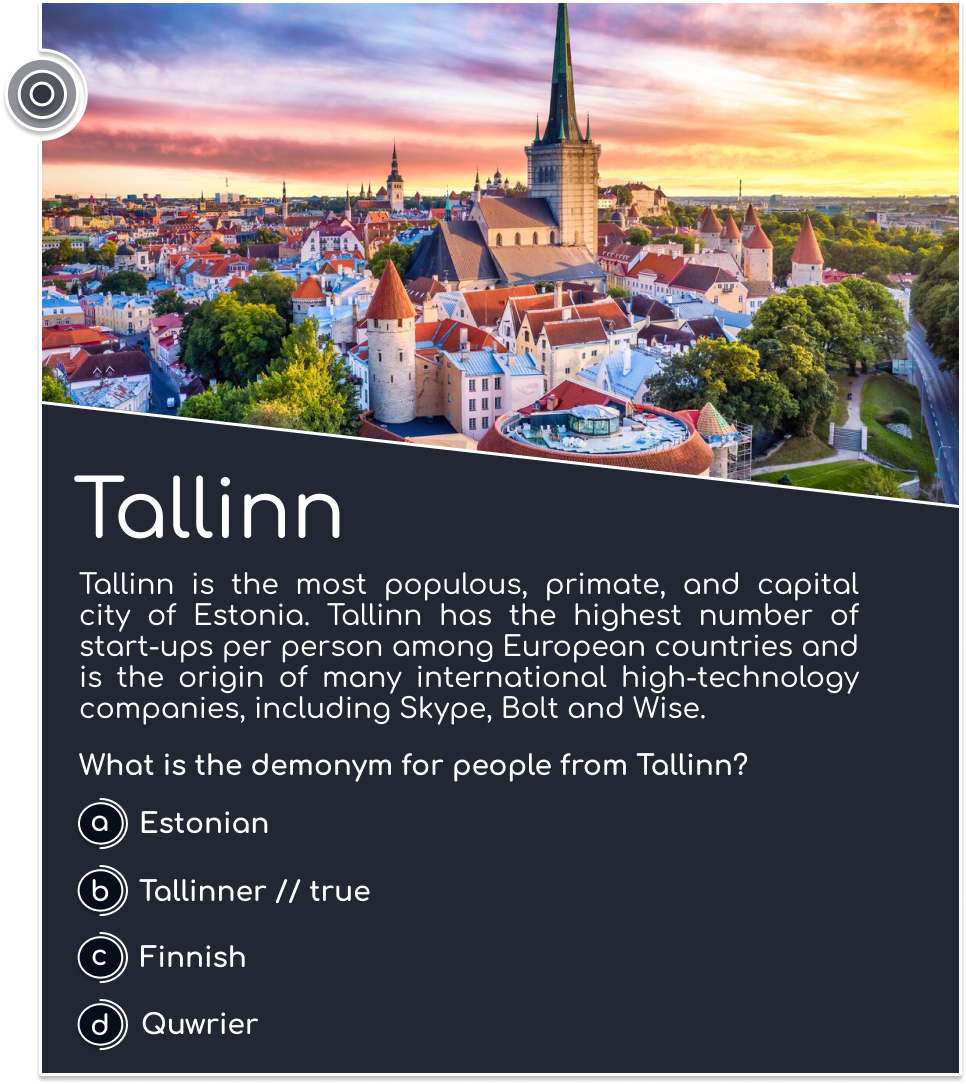 Tallinn
Tallinn is the most populous, primate, and capital
city of Estonia. Tallinn has the highest number of
start-ups per person among European countries and
is the origin of many international high-technology
companies, including Skype, Bolt and Wise.
What is the demonym for people from Tallinn?
a Estonian
b Tallinner // true
c Finnish
d Quwrier